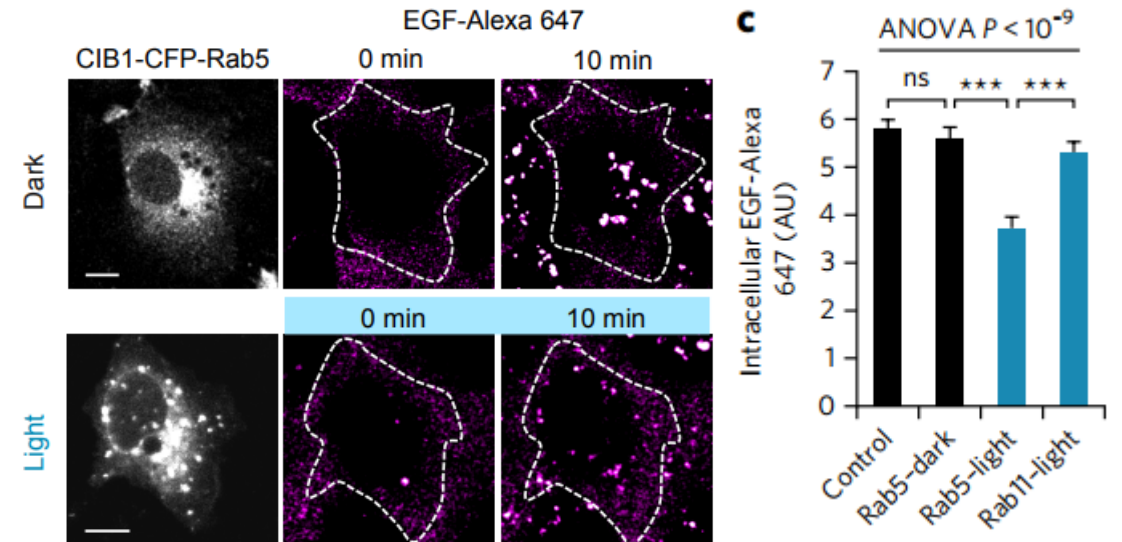 EGF-Alexa 647
CIB1-CFP-Rab5
0 min
10 min
Dark
0 min
10 min
Light
c
ANOVA P < 10⁻⁹
ns
***
***
Intracellular EGF-Alexa
647 (AU)
7
6
5
4
3
2
1
0
Control
Rab5-dark
Rab5-light
Rab11-light